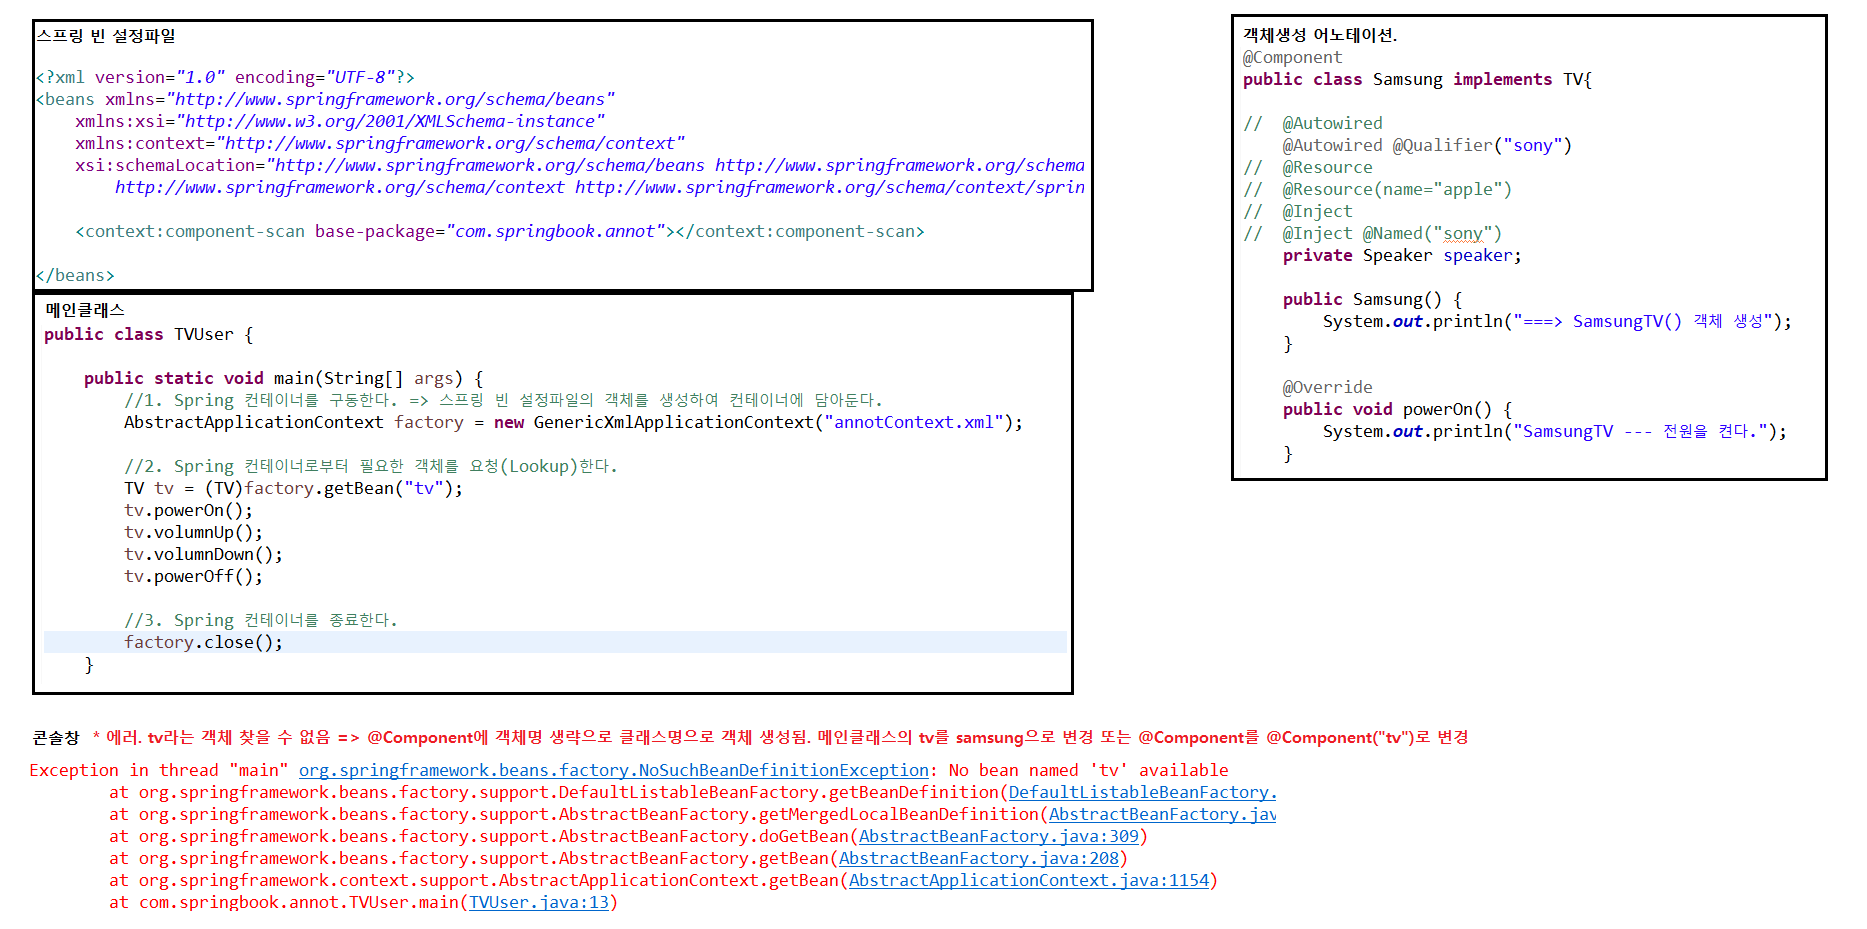 스프링 빈 설정파일
<?xml version="1.0" encoding="UTF-8"?>
<beans xmlns="http://www.springframework.org/schema/beans"
    xmlns:xsi="http://www.w3.org/2001/XMLSchema-instance"
    xmlns:context="http://www.springframework.org/schema/context"
    xsi:schemaLocation="http://www.springframework.org/schema/beans http://www.springframework.org/schema
        http://www.springframework.org/schema/context http://www.springframework.org/schema/context/sprin
    <context:component-scan base-package="com.springbook.annot"></context:component-scan>
</beans>
메인클래스
public class TVUser {
    public static void main(String[] args) {
        //1. Spring 컨테이너를 구동한다. => 스프링 빈 설정파일의 객체를 생성하여 컨테이너에 담아둔다.
        AbstractApplicationContext factory = new GenericXmlApplicationContext("annotContext.xml");
        //2. Spring 컨테이너로부터 필요한 객체를 요청(Lookup)한다.
        TV tv = (TV)factory.getBean("tv");
        tv.powerOn();
        tv.volumnUp();
        tv.volumnDown();
        tv.powerOff();
        //3. Spring 컨테이너를 종료한다.
        factory.close();
    }
객체생성 어노테이션.
@Component
public class Samsung implements TV{
//  @Autowired
    @Autowired @Qualifier("sony")
//  @Resource
//  @Resource(name="apple")
//  @Inject
//  @Inject @Named("sony")
    private Speaker speaker;
    public Samsung() {
        System.out.println("===> SamsungTV() 객체 생성");
    }
    @Override
    public void powerOn() {
        System.out.println("SamsungTV --- 전원을 켠다.");
    }
콘솔창 * 에러. tv라는 객체 찾을 수 없음 => @Component에 객체명 생략으로 클래스명으로 객체 생성됨. 메인클래스의 tv를 samsung으로 변경 또는 @Component를 @Component("tv")로 변경
Exception in thread "main" org.springframework.beans.factory.NoSuchBeanDefinitionException: No bean named 'tv' available
        at org.springframework.beans.factory.support.DefaultListableBeanFactory.getBeanDefinition(DefaultListableBeanFactory.
        at org.springframework.beans.factory.support.AbstractBeanFactory.getMergedLocalBeanDefinition(AbstractBeanFactory.jav
        at org.springframework.beans.factory.support.AbstractBeanFactory.doGetBean(AbstractBeanFactory.java:309)
        at org.springframework.beans.factory.support.AbstractBeanFactory.getBean(AbstractBeanFactory.java:208)
        at org.springframework.context.support.AbstractApplicationContext.getBean(AbstractApplicationContext.java:1154)
        at com.springbook.annot.TVUser.main(TVUser.java:13)